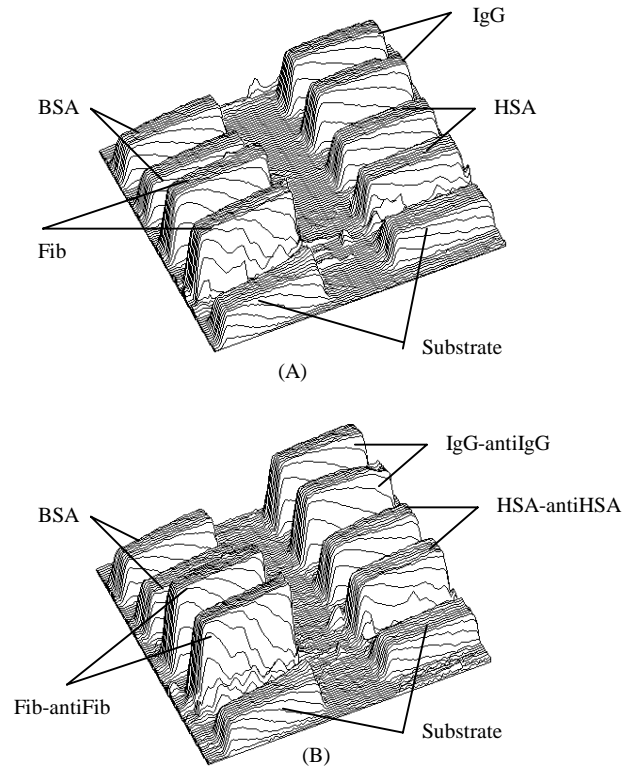 IgG
BSA
HSA
Fib
Substrate
(A)
IgG-antiIgG
HSA-antiHSA
BSA
Fib-antiFib
Substrate
(B)